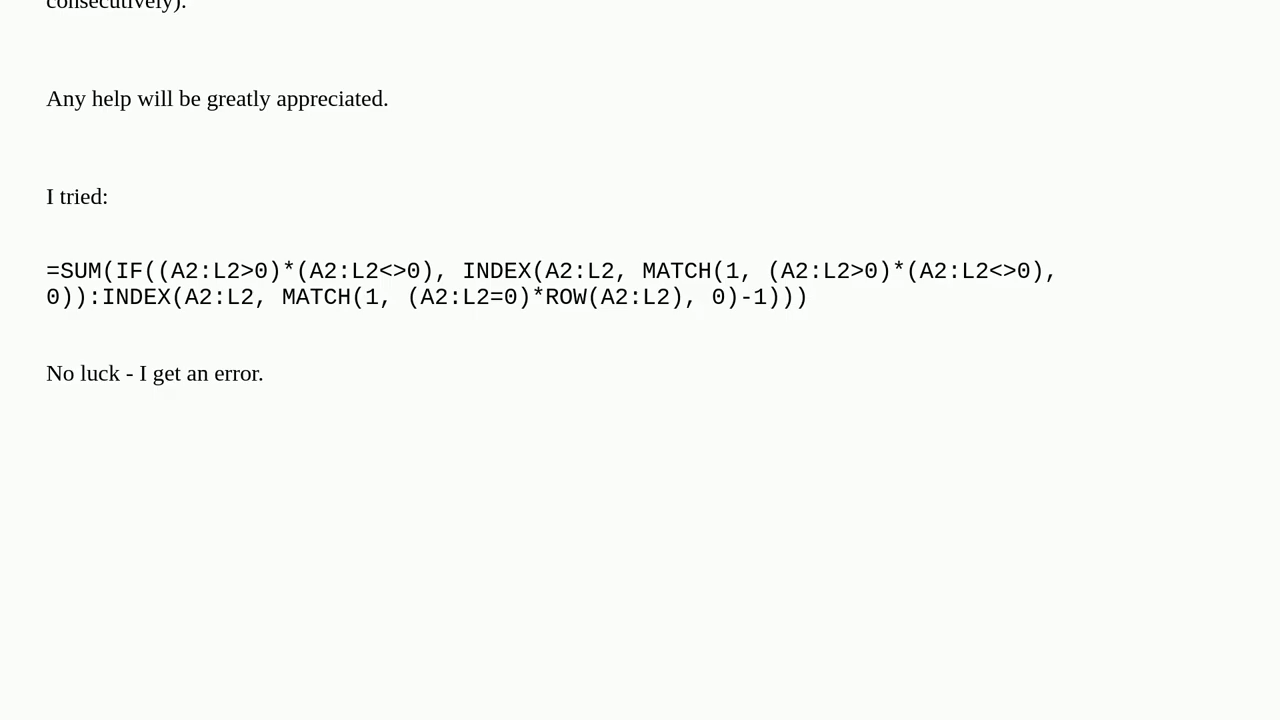 consecutively).
Any help will be greatly appreciated.
I tried:
=SUM(IF((A2:L2>0)*(A2:L2<>0), INDEX(A2:L2, MATCH(1, (A2:L2>0)*(A2:L2<>0),
0)):INDEX(A2:L2, MATCH(1, (A2:L2=0)*ROW(A2:L2), 0)-1)))
No luck - I get an error.